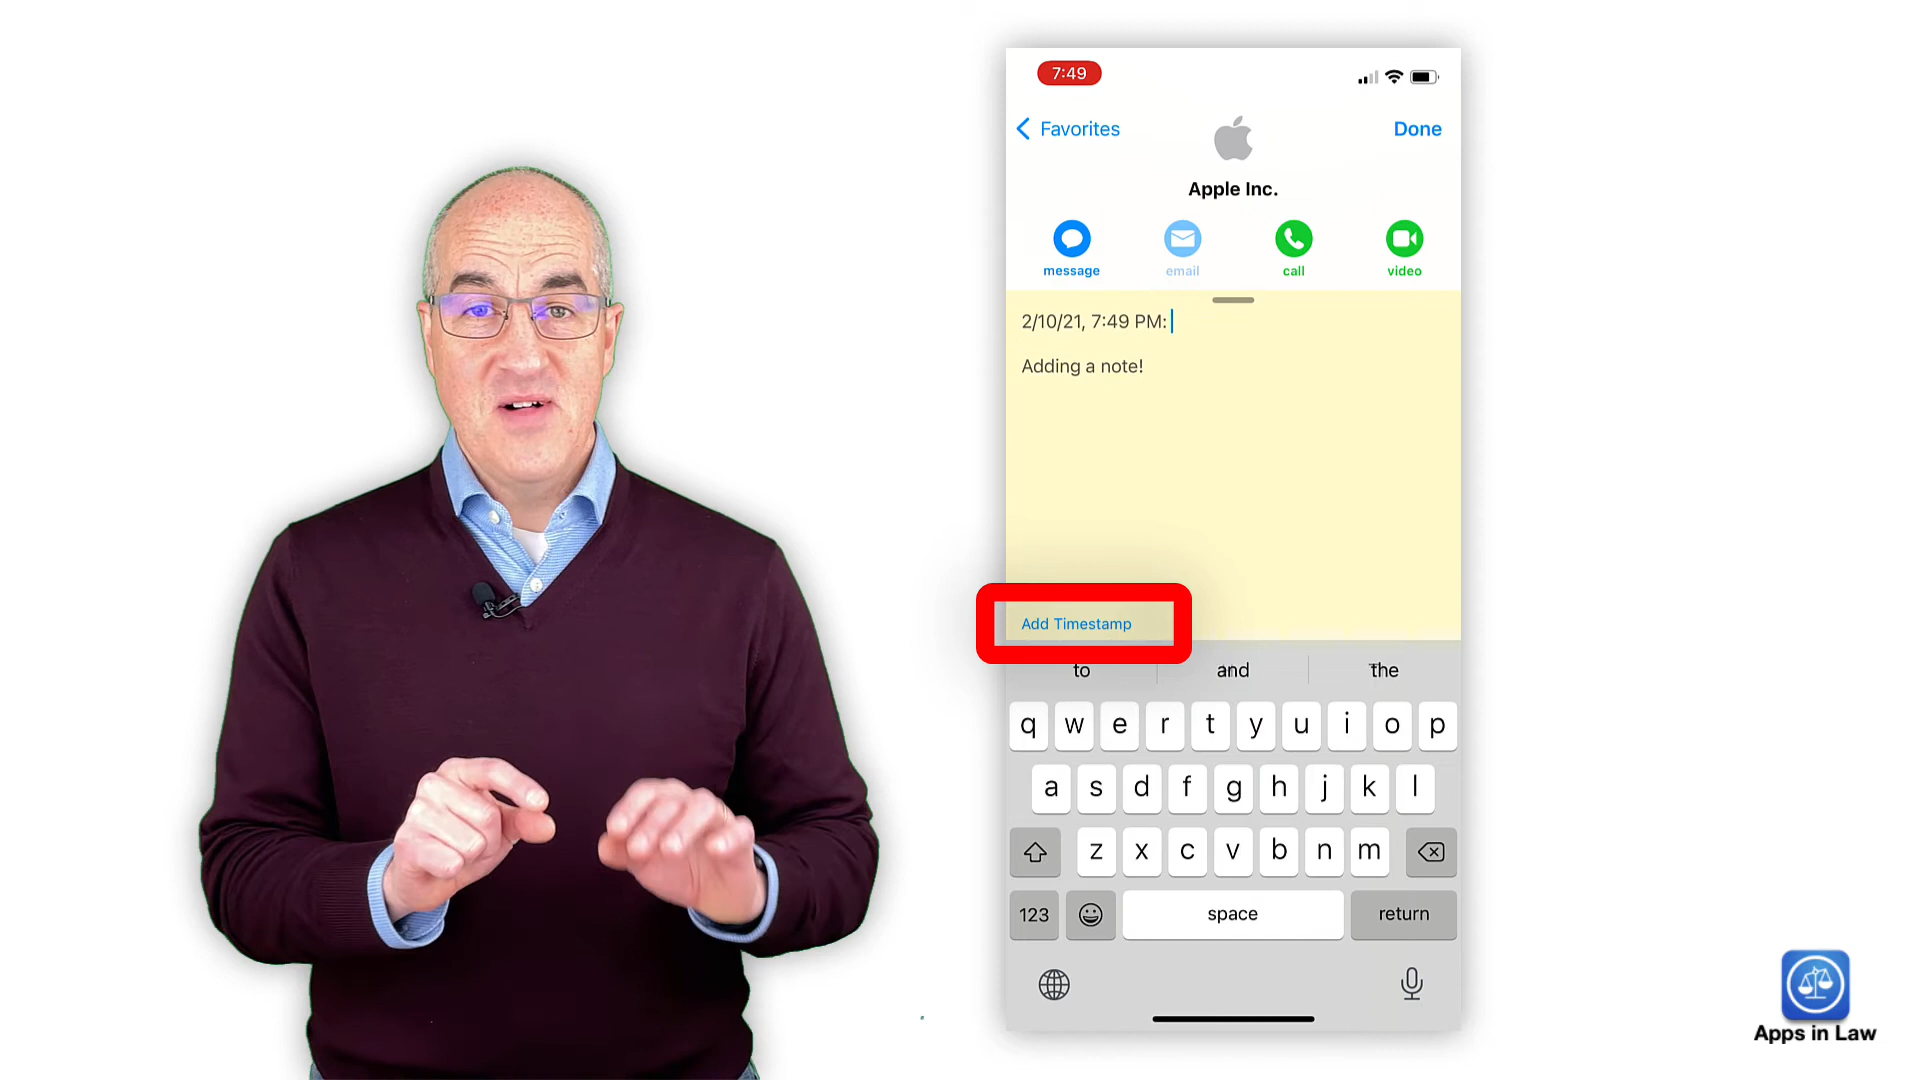 7:49
Favorites
Done
Apple Inc.
message
email
call
video
2/10/21, 7:49 PM:
Adding a note!
Add Timestamp
to and the
q w e r t y u i o p
a s d f g h j k l
z x c v b n m
123 space return
Apps in Law